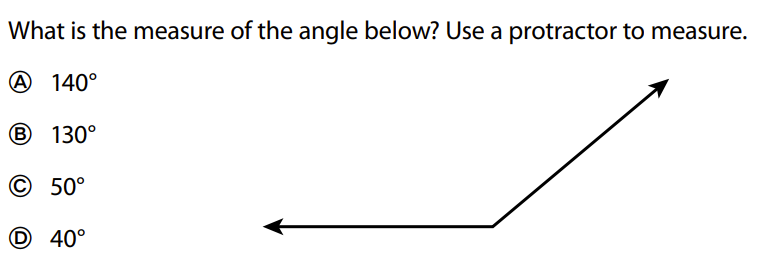 What is the measure of the angle below? Use a protractor to measure.
Ⓐ 140°
Ⓑ 130°
Ⓒ 50°
Ⓓ 40°